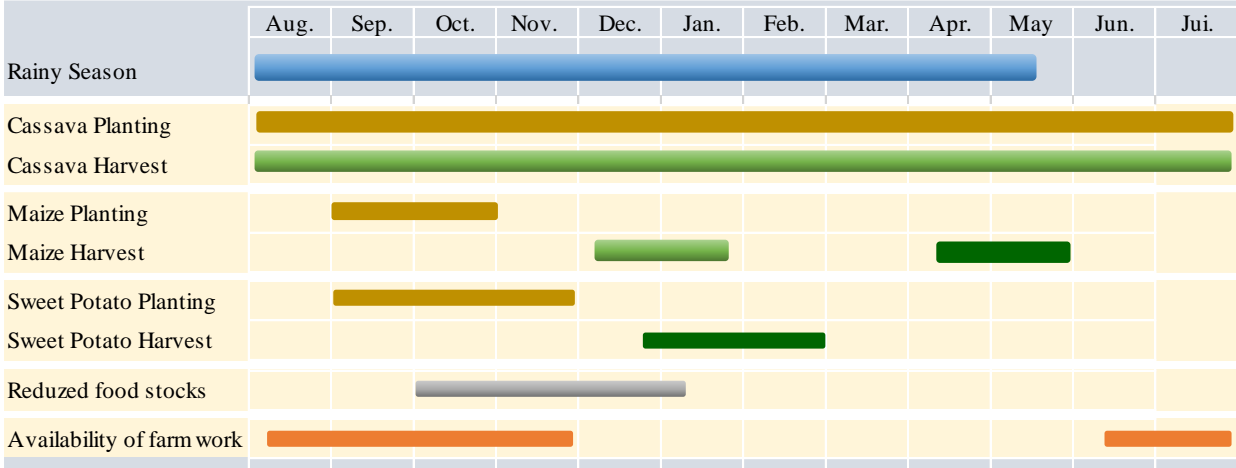 Aug. Sep. Oct. Nov. Dec. Jan. Feb. Mar. Apr. May Jun. Jui.
Rainy Season
Cassava Planting
Cassava Harvest
Maize Planting
Maize Harvest
Sweet Potato Planting
Sweet Potato Harvest
Reduzed food stocks
Availability of farm work